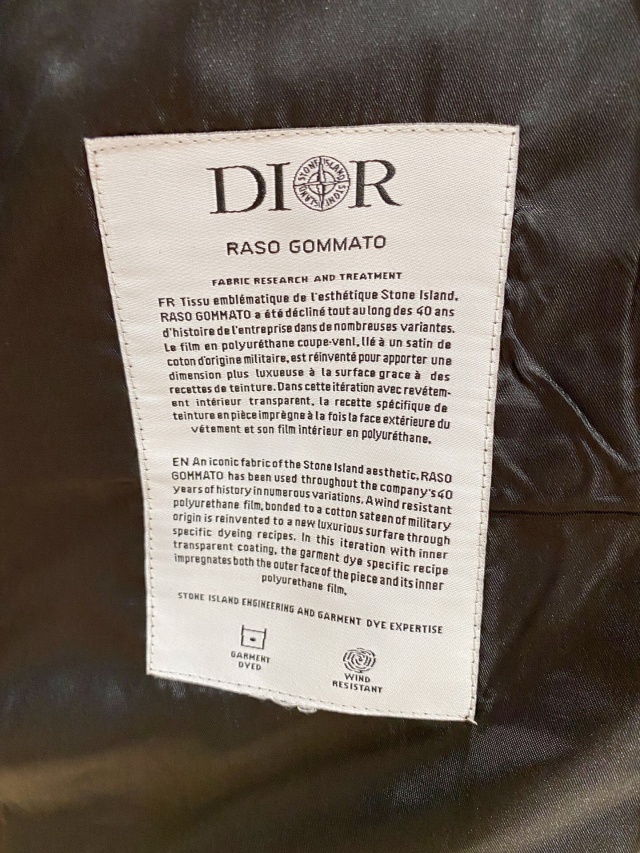 DIOR
STONE ISLAND STONE ISLAND
RASO GOMMATO
FABRIC RESEARCH AND TREATMENT
FR Tissu emblématique de l'esthétique Stone Island.
RASO GOMMATO a été décliné tout au long des 40 ans
d'histoire de l'entreprise dans de nombreuses variantes.
Le film en polyuréthane coupe-vent, llé à un satin de
coton d'origine militaire, est réinventé pour apporter une
dimension plus luxueuse à la surface grace à des
recettes de teinture. Dans cette itération avec revêtem-
ent intérieur transparent, la recette spécifique de
teinture en pièce imprègne à la fois la face extérieure du
vêtement et son film intérieur en polyuréthane.
EN An iconic fabric of the Stone Island aesthetic, RASO
GOMMATO has been used throughout the company's 40
years of history in numerous variations. A wind resistant
polyurethane film, bonded to a cotton sateen of military
origin is reinvented to a new luxurious surfare through
specific dyeing recipes. In this iteration with inner
transparent coating, the garment dye specific recipe
impregnates both the outer face of the piece and its inner
polyurethane film.
STONE ISLAND ENGINEERING AND GARMENT DYE EXPERTISE
GARMENT
DYED
WIND
RESISTANT